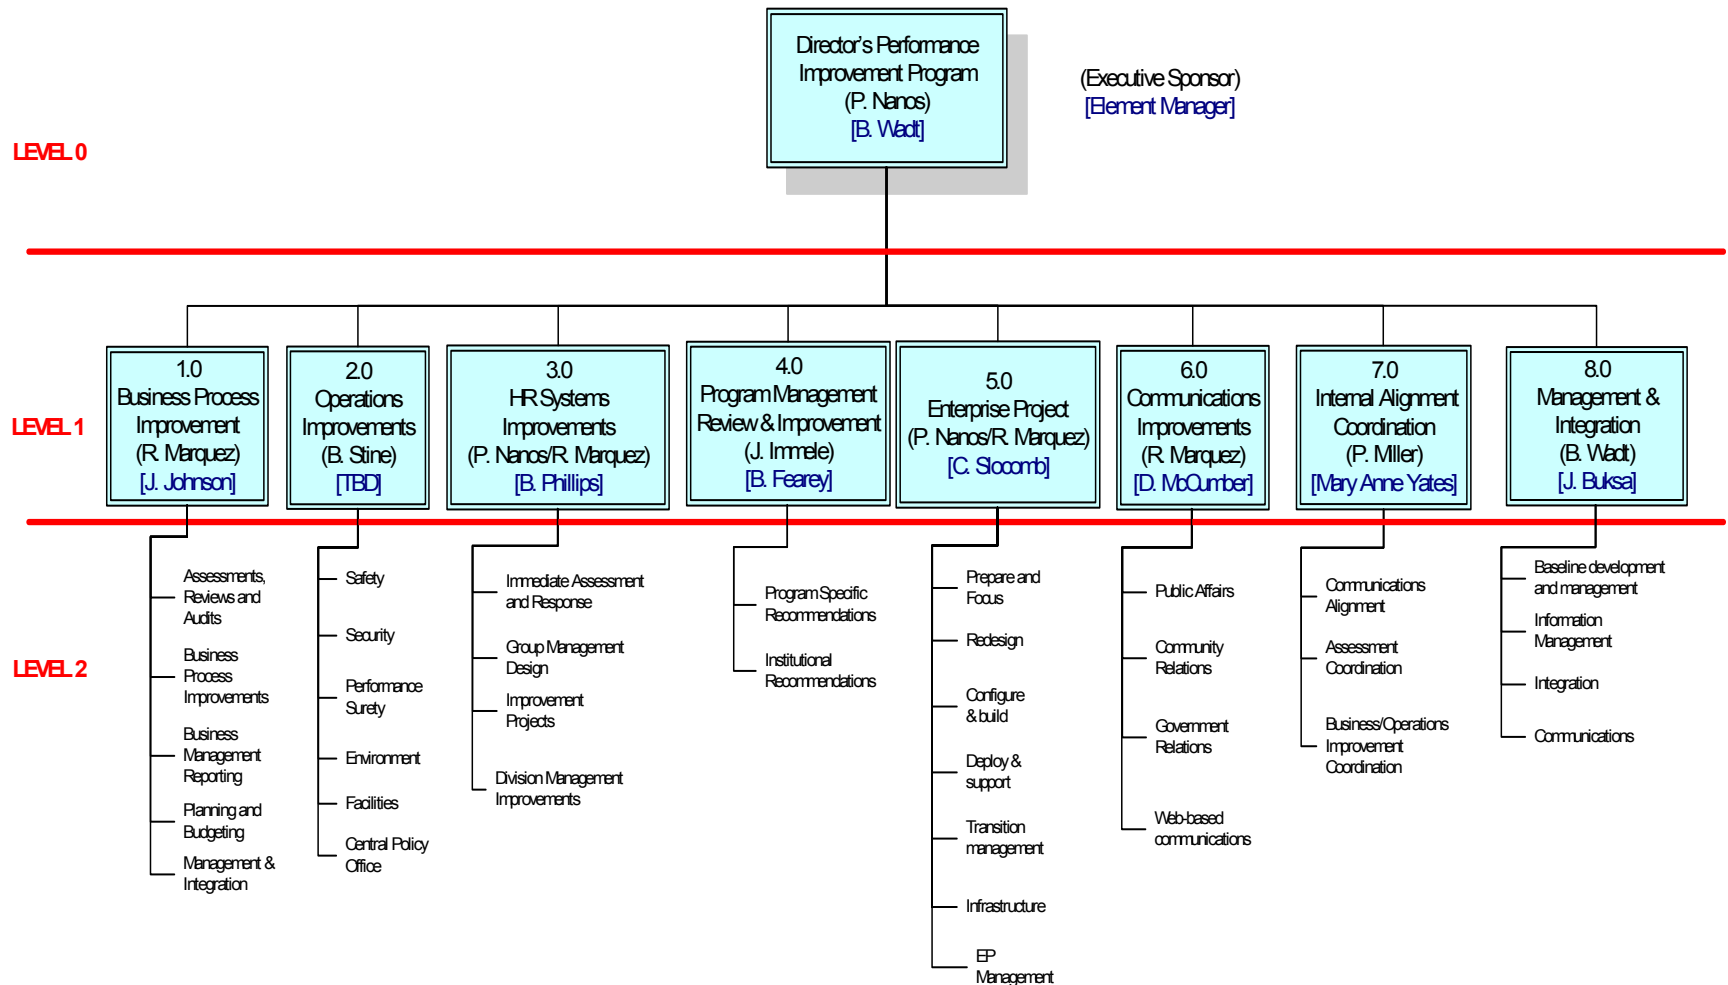 Director's Performance
Improvement Program
(P. Nanos)
[B. Wadt]
(Executive Sponsor)
[Element Manager]
LEVEL 0
LEVEL 1
1.0
Business Process
Improvement
(R. Marquez)
[J. Johnson]
2.0
Operations
Improvements
(B. Stine)
[TBD]
3.0
HR Systems
Improvements
(P. Nanos/R. Marquez)
[B. Phillips]
4.0
Program Management
Review & Improvement
(J. Immele)
[B. Fearey]
5.0
Enterprise Project
(P. Nanos/R. Marquez)
[C. Slocomb]
6.0
Communications
Improvements
(R. Marquez)
[D. McCumber]
7.0
Internal Alignment
Coordination
(P. Miller)
[Mary Anne Yates]
8.0
Management &
Integration
(B. Wadt)
[J. Buksa]
LEVEL 2
Assessments,
Reviews and
Audits
Business
Process
Improvements
Business
Management
Reporting
Planning and
Budgeting
Management &
Integration
Safety
Security
Performance
Surety
Environment
Facilities
Central Policy
Office
Immediate Assessment
and Response
Group Management
Design
Improvement
Projects
Division Management
Improvements
Program Specific
Recommendations
Institutional
Recommendations
Prepare and
Focus
Redesign
Configure
& build
Deploy &
support
Transition
management
Infrastructure
EP
Management
Public Affairs
Community
Relations
Government
Relations
Web-based
communications
Communications
Alignment
Assessment
Coordination
Business/Operations
Improvement
Coordination
Baseline development
and management
Information
Management
Integration
Communications